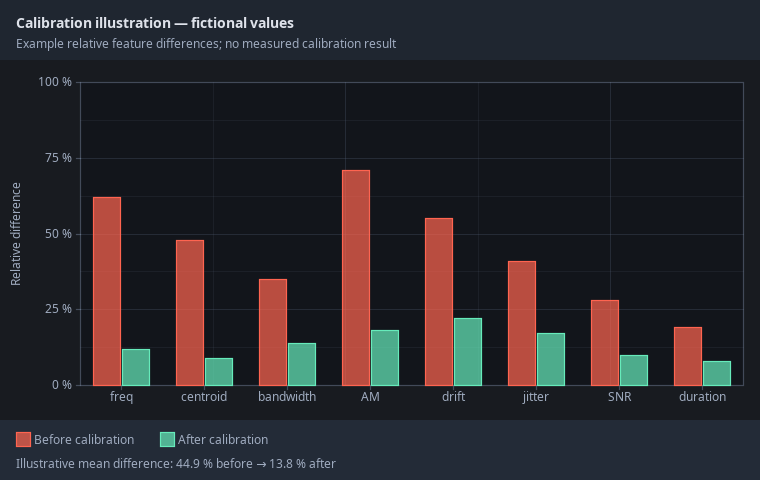 Calibration illustration — fictional values
Example relative feature differences; no measured calibration result
100 %
75 %
50 %
25 %
0 %
Relative difference
freq centroid bandwidth AM drift jitter SNR duration
Before calibration After calibration
Illustrative mean difference: 44.9 % before → 13.8 % after